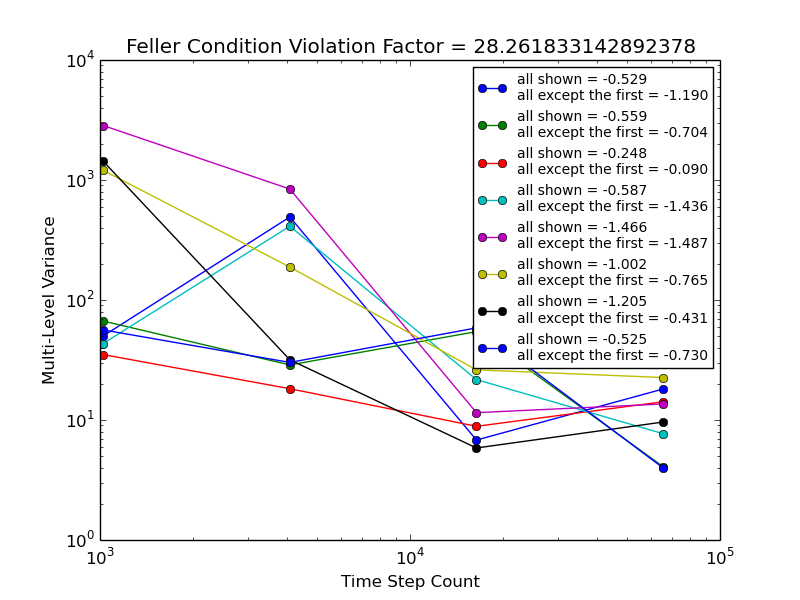 Feller Condition Violation Factor = 28.261833142892378
10^4
10^3
10^2
10^1
10^0
Multi-Level Variance
all shown = -0.529
all except the first = -1.190
all shown = -0.559
all except the first = -0.704
all shown = -0.248
all except the first = -0.090
all shown = -0.587
all except the first = -1.436
all shown = -1.466
all except the first = -1.487
all shown = -1.002
all except the first = -0.765
all shown = -1.205
all except the first = -0.431
all shown = -0.525
all except the first = -0.730
10^3 10^4 10^5
Time Step Count